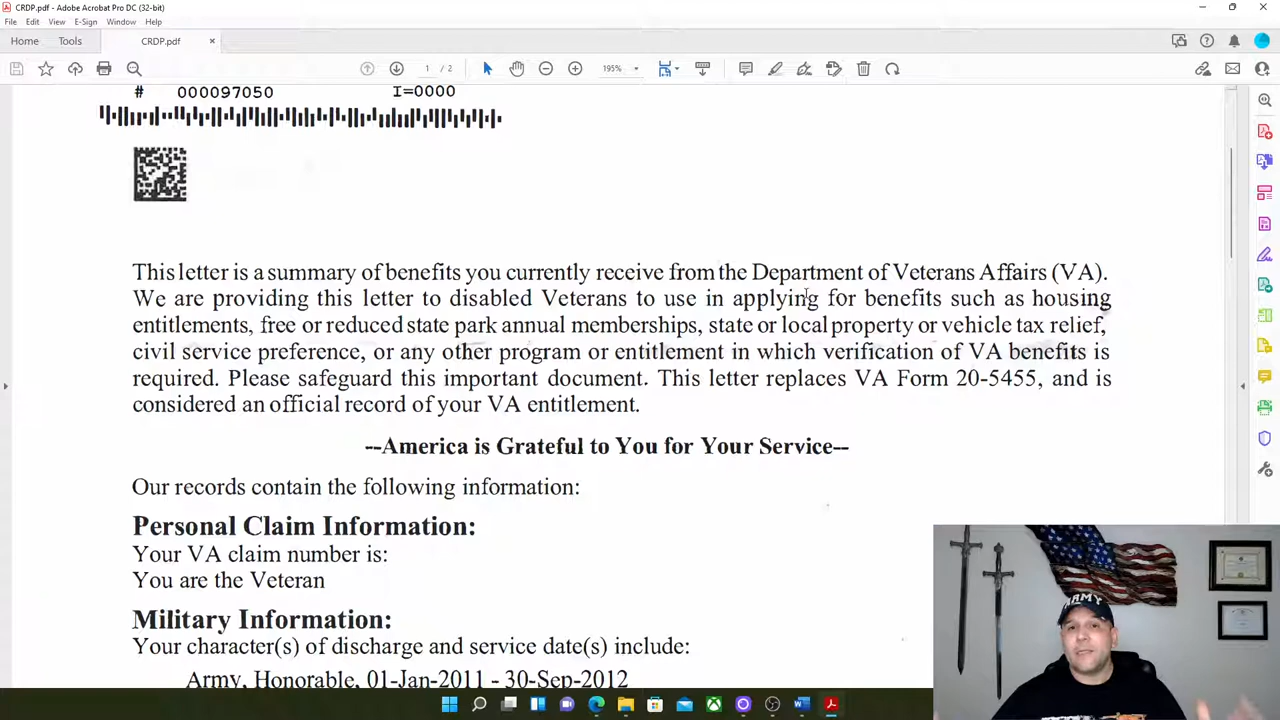 CRDP.pdf - Adobe Acrobat Pro DC (32-bit)
File Edit View E-Sign Window Help
Home Tools CRDP.pdf ×
1 / 2 195%
# 000097050 I=0000
This letter is a summary of benefits you currently receive from the Department of Veterans Affairs (VA).
We are providing this letter to disabled Veterans to use in applying for benefits such as housing
entitlements, free or reduced state park annual memberships, state or local property or vehicle tax relief,
civil service preference, or any other program or entitlement in which verification of VA benefits is
required. Please safeguard this important document. This letter replaces VA Form 20-5455, and is
considered an official record of your VA entitlement.
--America is Grateful to You for Your Service--
Our records contain the following information:
Personal Claim Information:
Your VA claim number is:
You are the Veteran
Military Information:
Your character(s) of discharge and service date(s) include:
Army, Honorable, 01-Jan-2011 - 30-Sep-2012
ARMY